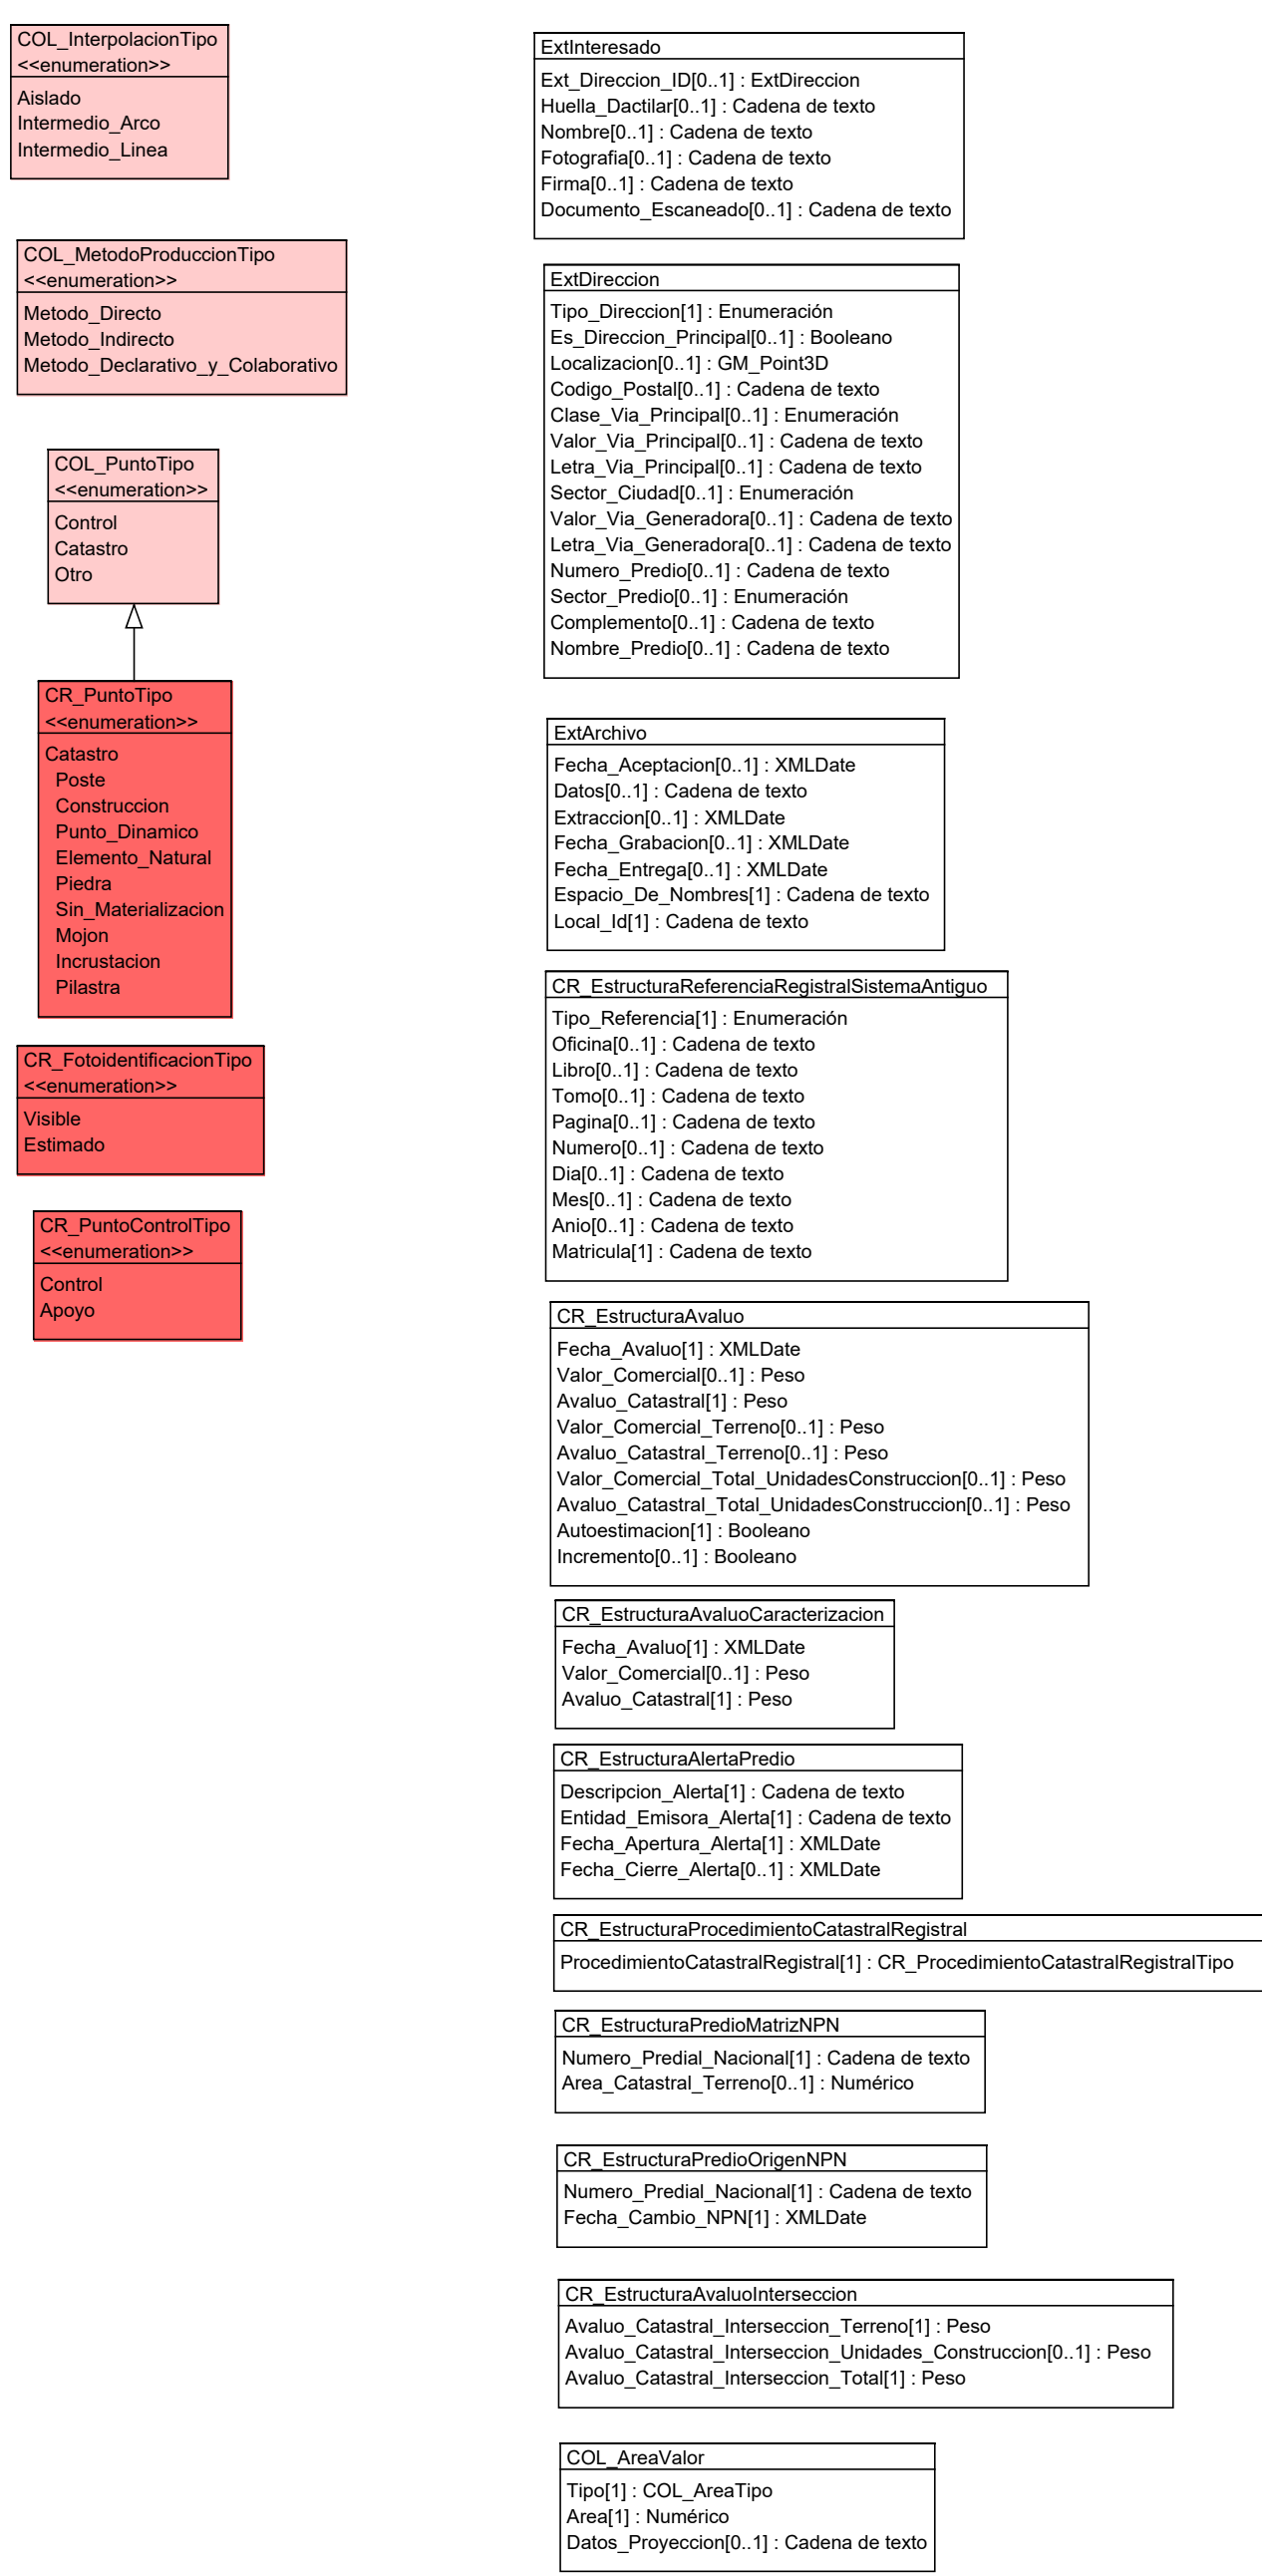 COL_InterpolacionTipo
<<enumeration>>
Aislado
Intermedio_Arco
Intermedio_Linea
COL_MetodoProduccionTipo
<<enumeration>>
Metodo_Directo
Metodo_Indirecto
Metodo_Declarativo_y_Colaborativo
COL_PuntoTipo
<<enumeration>>
Control
Catastro
Otro
CR_PuntoTipo
<<enumeration>>
Catastro
Poste
Construccion
Punto_Dinamico
Elemento_Natural
Piedra
Sin_Materializacion
Mojon
Incrustacion
Pilastra
CR_FotoidentificacionTipo
<<enumeration>>
Visible
Estimado
CR_PuntoControlTipo
<<enumeration>>
Control
Apoyo
ExtInteresado
Ext_Direccion_ID[0..1] : ExtDireccion
Huella_Dactilar[0..1] : Cadena de texto
Nombre[0..1] : Cadena de texto
Fotografia[0..1] : Cadena de texto
Firma[0..1] : Cadena de texto
Documento_Escaneado[0..1] : Cadena de texto
ExtDireccion
Tipo_Direccion[1] : Enumeración
Es_Direccion_Principal[0..1] : Booleano
Localizacion[0..1] : GM_Point3D
Codigo_Postal[0..1] : Cadena de texto
Clase_Via_Principal[0..1] : Enumeración
Valor_Via_Principal[0..1] : Cadena de texto
Letra_Via_Principal[0..1] : Cadena de texto
Sector_Ciudad[0..1] : Enumeración
Valor_Via_Generadora[0..1] : Cadena de texto
Letra_Via_Generadora[0..1] : Cadena de texto
Numero_Predio[0..1] : Cadena de texto
Sector_Predio[0..1] : Enumeración
Complemento[0..1] : Cadena de texto
Nombre_Predio[0..1] : Cadena de texto
ExtArchivo
Fecha_Aceptacion[0..1] : XMLDate
Datos[0..1] : Cadena de texto
Extraccion[0..1] : XMLDate
Fecha_Grabacion[0..1] : XMLDate
Fecha_Entrega[0..1] : XMLDate
Espacio_De_Nombres[1] : Cadena de texto
Local_Id[1] : Cadena de texto
CR_EstructuraReferenciaRegistralSistemaAntiguo
Tipo_Referencia[1] : Enumeración
Oficina[0..1] : Cadena de texto
Libro[0..1] : Cadena de texto
Tomo[0..1] : Cadena de texto
Pagina[0..1] : Cadena de texto
Numero[0..1] : Cadena de texto
Dia[0..1] : Cadena de texto
Mes[0..1] : Cadena de texto
Anio[0..1] : Cadena de texto
Matricula[1] : Cadena de texto
CR_EstructuraAvaluo
Fecha_Avaluo[1] : XMLDate
Valor_Comercial[0..1] : Peso
Avaluo_Catastral[1] : Peso
Valor_Comercial_Terreno[0..1] : Peso
Avaluo_Catastral_Terreno[0..1] : Peso
Valor_Comercial_Total_UnidadesConstruccion[0..1] : Peso
Avaluo_Catastral_Total_UnidadesConstruccion[0..1] : Peso
Autoestimacion[1] : Booleano
Incremento[0..1] : Booleano
CR_EstructuraAvaluoCaracterizacion
Fecha_Avaluo[1] : XMLDate
Valor_Comercial[0..1] : Peso
Avaluo_Catastral[1] : Peso
CR_EstructuraAlertaPredio
Descripcion_Alerta[1] : Cadena de texto
Entidad_Emisora_Alerta[1] : Cadena de texto
Fecha_Apertura_Alerta[1] : XMLDate
Fecha_Cierre_Alerta[0..1] : XMLDate
CR_EstructuraProcedimientoCatastralRegistral
ProcedimientoCatastralRegistral[1] : CR_ProcedimientoCatastralRegistralTipo
CR_EstructuraPredioMatrizNPN
Numero_Predial_Nacional[1] : Cadena de texto
Area_Catastral_Terreno[0..1] : Numérico
CR_EstructuraPredioOrigenNPN
Numero_Predial_Nacional[1] : Cadena de texto
Fecha_Cambio_NPN[1] : XMLDate
CR_EstructuraAvaluoInterseccion
Avaluo_Catastral_Interseccion_Terreno[1] : Peso
Avaluo_Catastral_Interseccion_Unidades_Construccion[0..1] : Peso
Avaluo_Catastral_Interseccion_Total[1] : Peso
COL_AreaValor
Tipo[1] : COL_AreaTipo
Area[1] : Numérico
Datos_Proyeccion[0..1] : Cadena de texto